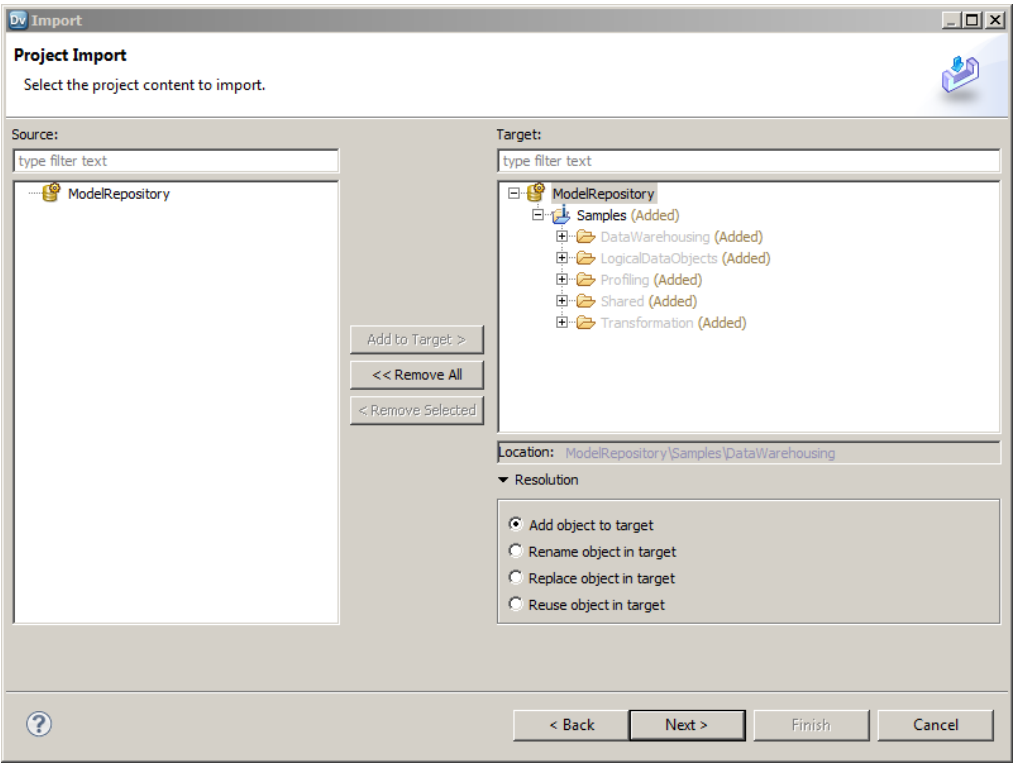 Dv Import
Project Import
Select the project content to import.
Source:
type filter text
ModelRepository
Add to Target >
<< Remove All
< Remove Selected
Target:
type filter text
ModelRepository
Samples (Added)
DataWarehousing (Added)
LogicalDataObjects (Added)
Profiling (Added)
Shared (Added)
Transformation (Added)
Location: ModelRepository\Samples\DataWarehousing
Resolution
Add object to target
Rename object in target
Replace object in target
Reuse object in target
?
< Back
Next >
Finish
Cancel